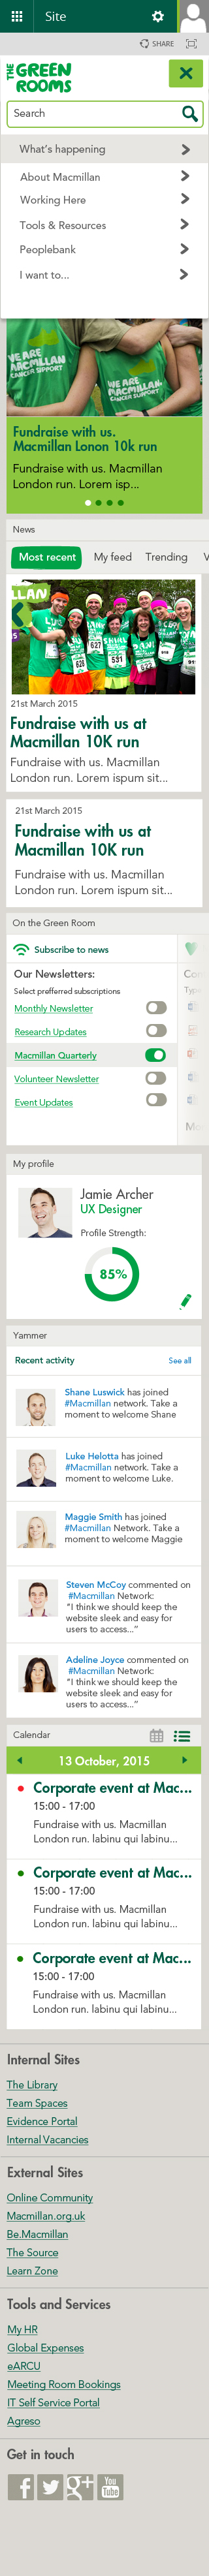 Site
SHARE
THE GREEN
ROOMS
Search
What's happening
About Macmillan
Working Here
Tools & Resources
Peoplebank
I want to...
WE ARE
MACMILLAN.
CANCER SUPPORT
Fundraise with us.
Macmillan Lonon 10k run
Fundraise with us. Macmillan
London run. Lorem isp...
News
Most recent My feed Trending V
21st March 2015
Fundraise with us at
Macmillan 10K run
Fundraise with us. Macmillan
London run. Lorem ispum sit...
21st March 2015
Fundraise with us at
Macmillan 10K run
Fundraise with us. Macmillan
London run. Lorem ispum sit...
On the Green Room
Subscribe to news
Our Newsletters:
Select prefferred subscriptions
Monthly Newsletter
Research Updates
Macmillan Quarterly
Volunteer Newsletter
Event Updates
My profile
Jamie Archer
UX Designer
Profile Strength:
85%
Yammer
Recent activity See all
Shane Luswick has joined
#Macmillan network. Take a
moment to welcome Shane
Luke Helotta has joined
#Macmillan network. Take a
moment to welcome Luke.
Maggie Smith has joined
#Macmillan Network. Take a
moment to welcome Maggie
Steven McCoy commented on
#Macmillan Network:
"I think we should keep the
website sleek and easy for
users to access..."
Adeline Joyce commented on
#Macmillan Network:
"I think we should keep the
website sleek and easy for
users to access..."
Calendar
13 October, 2015
Corporate event at Mac...
15:00 - 17:00
Fundraise with us. Macmillan
London run. labinu qui labinu...
Corporate event at Mac...
15:00 - 17:00
Fundraise with us. Macmillan
London run. labinu qui labinu...
Corporate event at Mac...
15:00 - 17:00
Fundraise with us. Macmillan
London run. labinu qui labinu...
Internal Sites
The Library
Team Spaces
Evidence Portal
Internal Vacancies
External Sites
Online Community
Macmillan.org.uk
Be.Macmillan
The Source
Learn Zone
Tools and Services
My HR
Global Expenses
eARCU
Meeting Room Bookings
IT Self Service Portal
Agreso
Get in touch
You
Tube